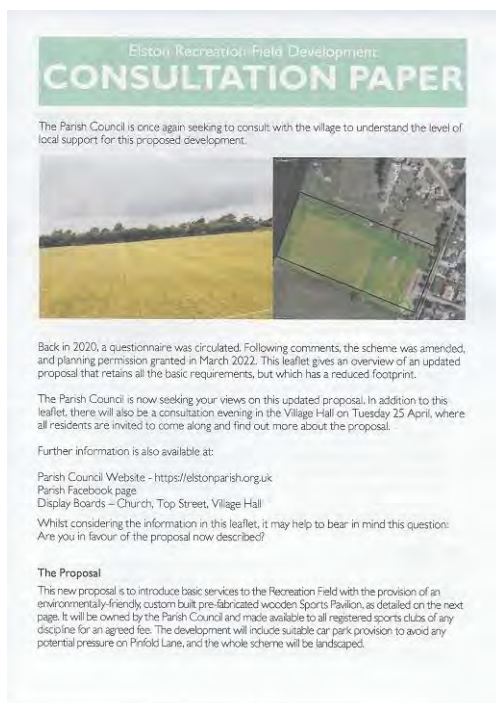 Elston Recreation Field Development
CONSULTATION PAPER
The Parish Council is once again seeking to consult with the village to understand the level of
local support for this proposed development.
Back in 2020, a questionnaire was circulated. Following comments, the scheme was amended,
and planning permission granted in March 2022. This leaflet gives an overview of an updated
proposal that retains all the basic requirements, but which has a reduced footprint.
The Parish Council is now seeking your views on this updated proposal. In addition to this
leaflet, there will also be a consultation evening in the Village Hall on Tuesday 25 April, where
all residents are invited to come along and find out more about the proposal.
Further information is also available at:
Parish Council Website - https://elstonparish.org.uk
Parish Facebook page
Display Boards – Church, Top Street, Village Hall
Whilst considering the information in this leaflet, it may help to bear in mind this question:
Are you in favour of the proposal now described?
The Proposal
This new proposal is to introduce basic services to the Recreation Field with the provision of an
environmentally-friendly, custom built pre-fabricated wooden Sports Pavilion, as detailed on the next
page. It will be owned by the Parish Council and made available to all registered sports clubs of any
discipline for an agreed fee. The development will include suitable car park provision to avoid any
potential pressure on Pinfold Lane, and the whole scheme will be landscaped.